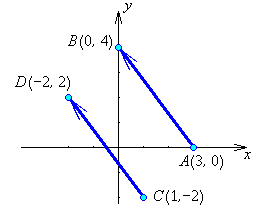 y
B(0, 4)
D(−2, 2)
A(3, 0)
x
C(1,−2)